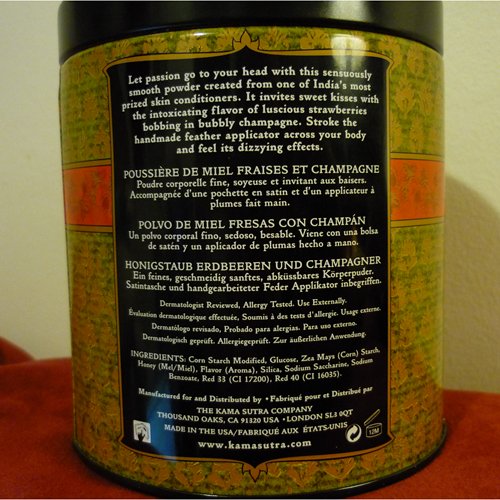 Let passion go to your head with this sensuously
smooth powder created from one of India's most
prized skin conditioners. It invites sweet kisses with
the intoxicating flavor of luscious strawberries
bobbing in bubbly champagne. Stroke the
handmade feather applicator across your body
and feel its dizzying effects.
POUSSIÈRE DE MIEL FRAISES ET CHAMPAGNE
Poudre corporelle fine, soyeuse et invitant aux baisers.
Accompagnée d'une pochette en satin et d'un applicateur à
plumes fait main.
POLVO DE MIEL FRESAS CON CHAMPÁN
Un polvo corporal fino, sedoso, besable. Viene con una bolsa
de satén y un aplicador de plumas hecho a mano.
HONIGSTAUB ERDBEEREN UND CHAMPAGNER
Ein feines, geschmeidig sanftes, abküssbares Körperpuder.
Satintasche und handgearbeiteter Feder Applikator inbegriffen.
Dermatologist Reviewed, Allergy Tested. Use Externally.
Évaluation dermatologique effectuée, Soumis à des tests d'allergie. Usage externe.
Dermatólogo revisado, Probado para alergias. Para uso externo.
Dermatologisch geprüft. Allergiegeprüft. Zur äußerlichen Anwendung.
INGREDIENTS: Corn Starch Modified, Glucose, Zea Mays (Corn) Starch,
Honey (Mel/Miel), Flavor (Aroma), Silica, Sodium Saccharine, Sodium
Benzoate, Red 33 (CI 17200), Red 40 (CI 16035).
Manufactured for and Distributed by • Fabriqué pour et Distribué par
THE KAMA SUTRA COMPANY
THOUSAND OAKS, CA 91320 USA • LONDON SL3 0QT
MADE IN THE USA/FABRIQUÉ AUX ÉTATS-UNIS
www.kamasutra.com
12M